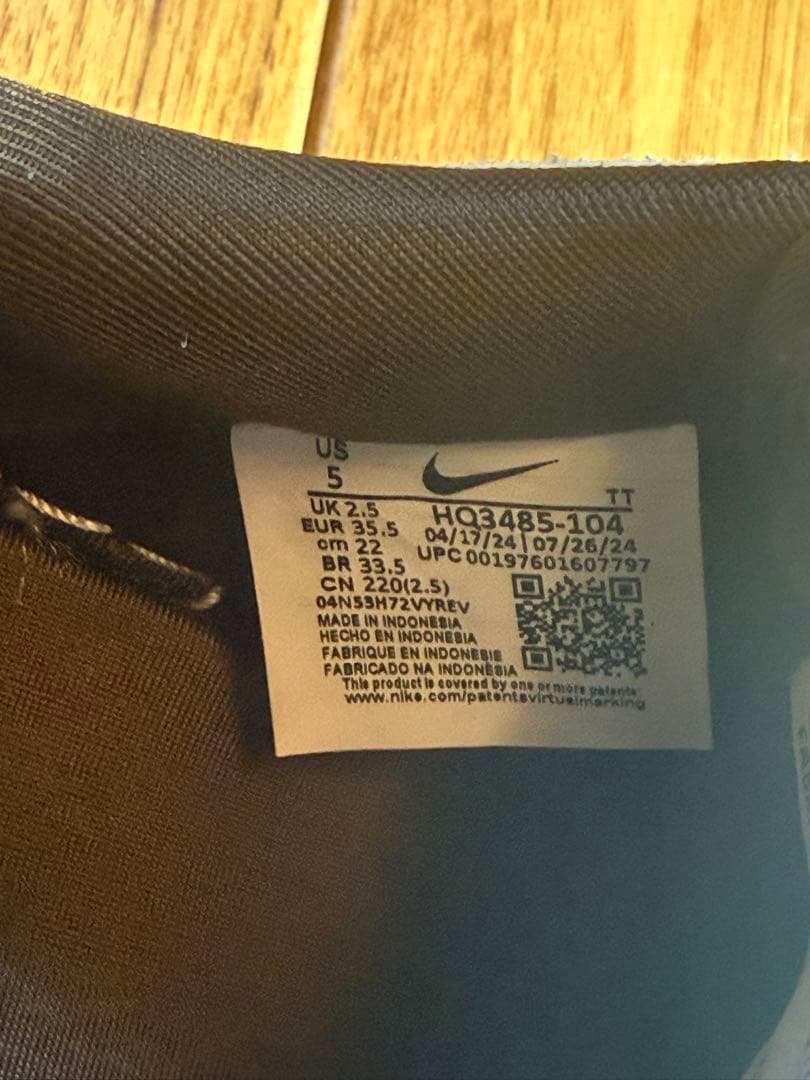 US
5
TT
UK 2.5
EUR 35.5
cm 22
BR 33.5
CN 220(2.5)
HQ3485-104
04/17/24|07/26/24
UPC 00197601607797
04N53H72VYREV
MADE IN INDONESIA
HECHO EN INDONESIA
FABRIQUE EN INDONESIE
FABRICADO NA INDONÉSIA
This product is covered by one or more patents:
www.nike.com/patentsvirtualmarking